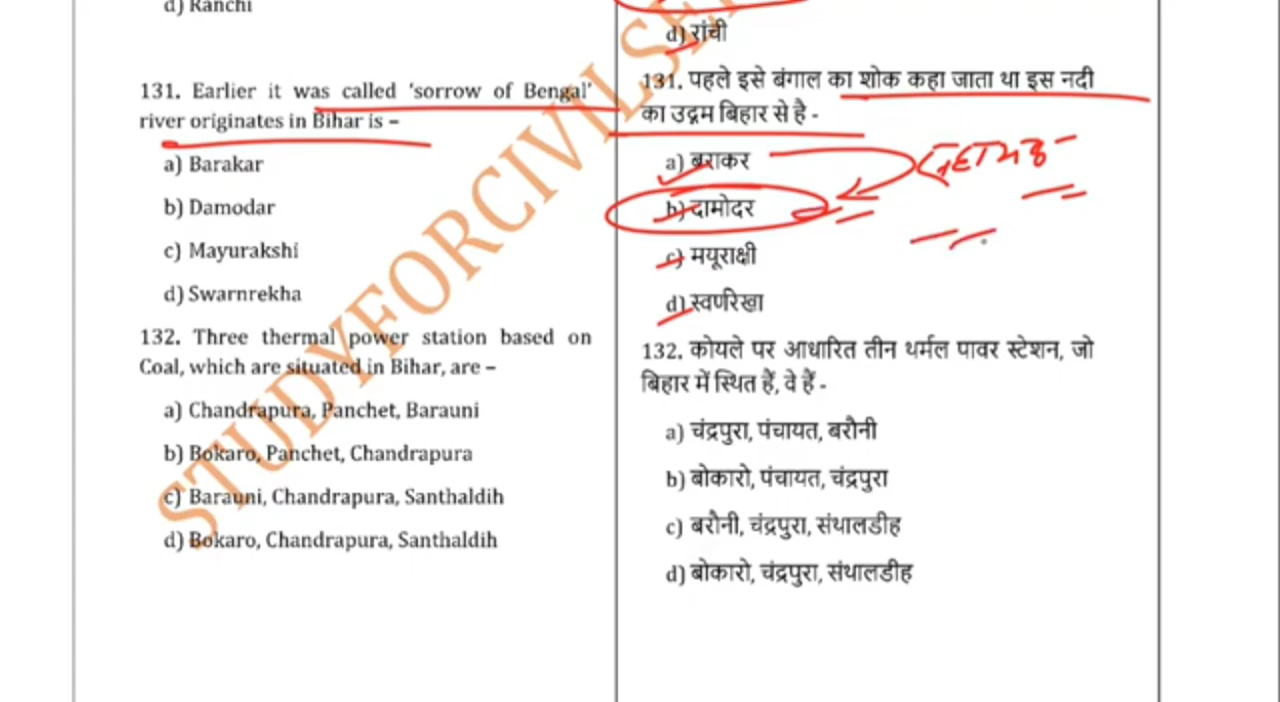 d) Ranchi
131. Earlier it was called ‘sorrow of Bengal’
river originates in Bihar is –
a) Barakar
b) Damodar
c) Mayurakshi
d) Swarnrekha
132. Three thermal power station based on
Coal, which are situated in Bihar, are –
a) Chandrapura, Panchet, Barauni
b) Bokaro, Panchet, Chandrapura
c) Barauni, Chandrapura, Santhaldih
d) Bokaro, Chandrapura, Santhaldih
d) रांची
131. पहले इसे बंगाल का शोक कहा जाता था इस नदी
का उद्गम बिहार से है -
a) बराकर
b) दामोदर
c) मयूराक्षी
d) स्वर्णरेखा
132. कोयले पर आधारित तीन थर्मल पावर स्टेशन, जो
बिहार में स्थित हैं, वे हैं -
a) चंद्रपुरा, पंचायत, बरौनी
b) बोकारो, पंचायत, चंद्रपुरा
c) बरौनी, चंद्रपुरा, संथालडीह
d) बोकारो, चंद्रपुरा, संथालडीह